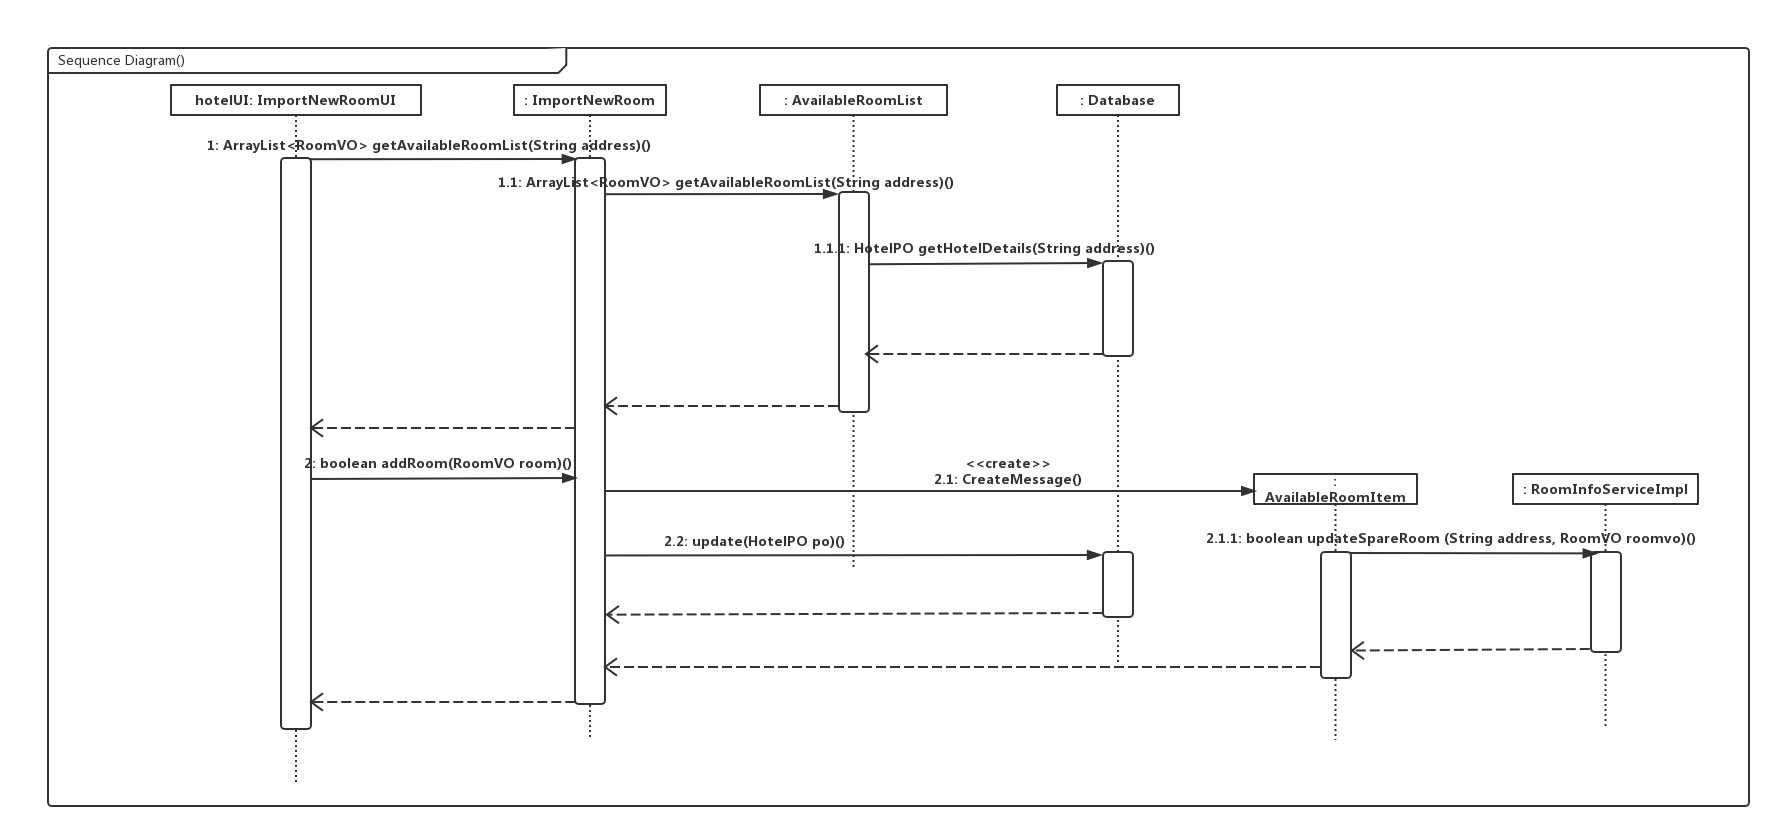 Sequence Diagram()
hotelUI: ImportNewRoomUI
: ImportNewRoom
: AvailableRoomList
: Database
1: ArrayList<RoomVO> getAvailableRoomList(String address)()
1.1: ArrayList<RoomVO> getAvailableRoomList(String address)()
1.1.1: HotelPO getHotelDetails(String address)()
2: boolean addRoom(RoomVO room)()
<<create>>
2.1: CreateMessage()
:
AvailableRoomItem
: RoomInfoServiceImpl
2.2: update(HotelPO po)()
2.1.1: boolean updateSpareRoom (String address, RoomVO roomvo)()